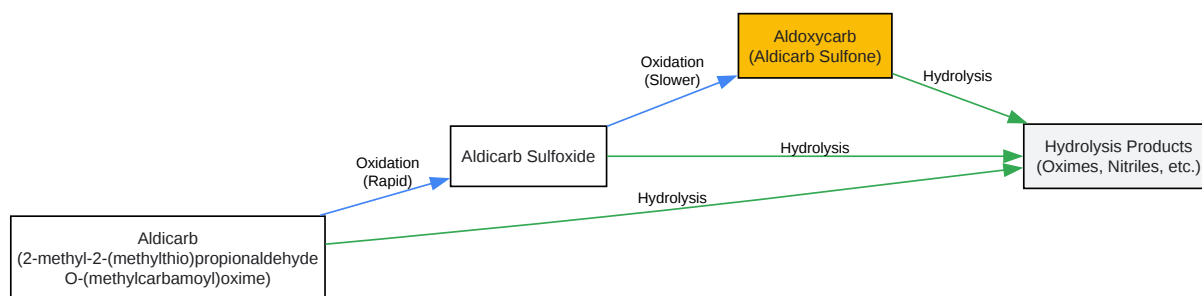 Aldoxycarb
(Aldicarb Sulfone)
Oxidation
(Slower)
Hydrolysis
Aldicarb Sulfoxide
Hydrolysis
Hydrolysis Products
(Oximes, Nitriles, etc.)
Oxidation
(Rapid)
Hydrolysis
Aldicarb
(2-methyl-2-(methylthio)propionaldehyde
O-(methylcarbamoyl)oxime)